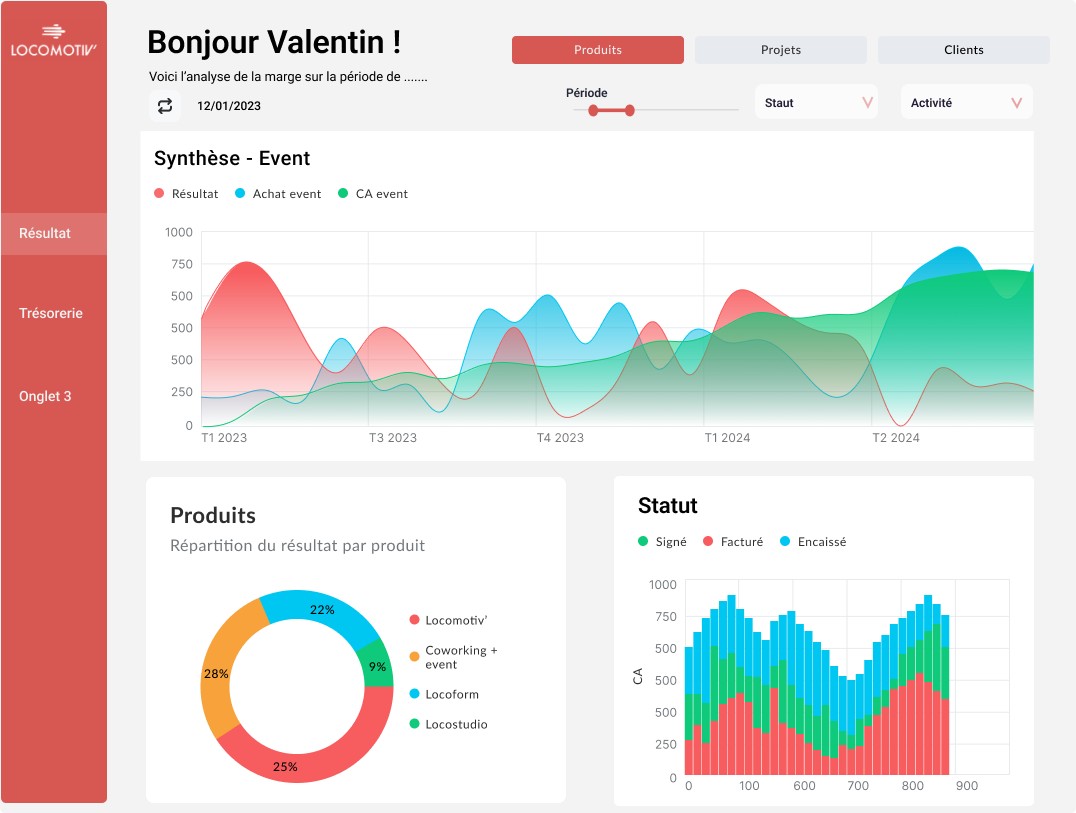 LOCOMOTIV'
Résultat
Trésorerie
Onglet 3
Bonjour Valentin !
Voici l'analyse de la marge sur la période de .......
12/01/2023
Produits
Projets
Clients
Période
Staut
Activité
Synthèse - Event
Résultat
Achat event
CA event
1000
750
500
500
500
250
0
T1 2023
T3 2023
T4 2023
T1 2024
T2 2024
Produits
Répartition du résultat par produit
22%
9%
28%
25%
Locomotiv'
Coworking +
event
Locoform
Locostudio
Statut
Signé
Facturé
Encaissé
CA
1000
750
500
500
500
250
0
0
100
600
700
800
900